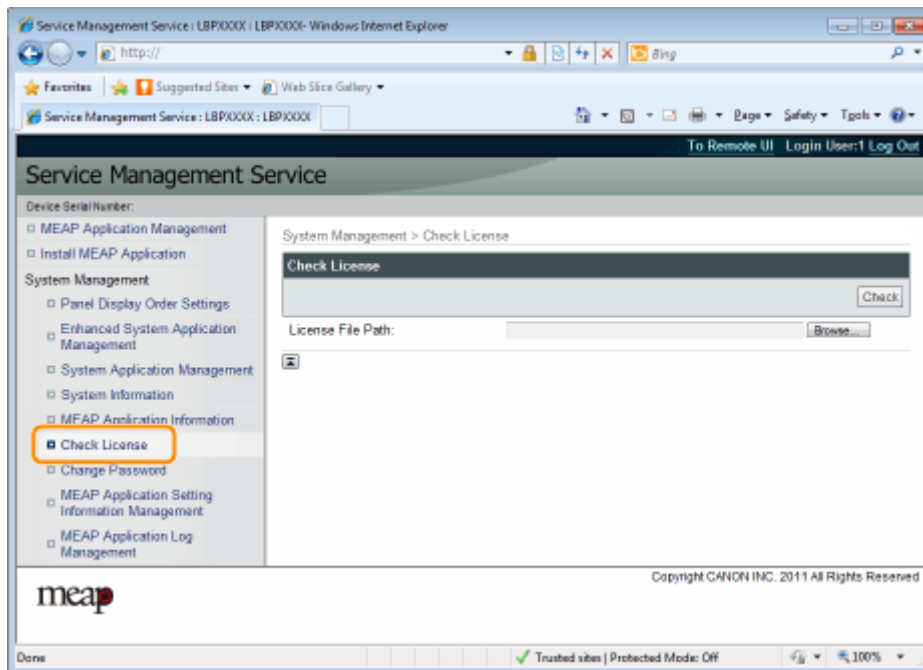 Service Management Service : LBPXXXX : LBPXXXX- Windows Internet Explorer
http://
Bing
Favorites Suggested Sites Web Slice Gallery
Service Management Service : LBPXXXX : LBPXXXX Page Safety Tools
To Remote UI Login User:1 Log Out
Service Management Service
Device Serial Number:
MEAP Application Management
Install MEAP Application
System Management
Panel Display Order Settings
Enhanced System Application
Management
System Application Management
System Information
MEAP Application Information
Check License
Change Password
MEAP Application Setting
Information Management
MEAP Application Log
Management
System Management > Check License
Check License
Check
License File Path: Browse...
Copyright CANON INC. 2011 All Rights Reserved
meap
Done Trusted sites | Protected Mode: Off 100%